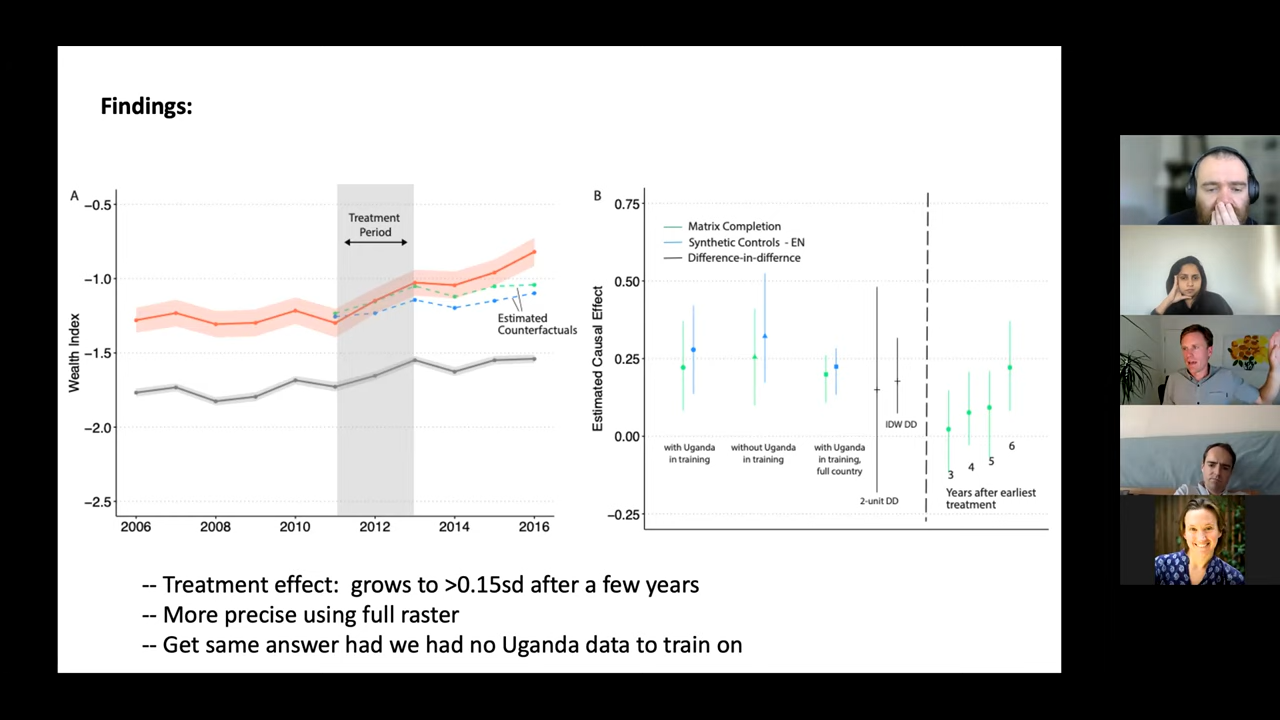 Findings:
A
−0.5
−1.0
−1.5
−2.0
−2.5
Wealth Index
Treatment
Period
Estimated
Counterfactuals
2006
2008
2010
2012
2014
2016
B
0.75
0.50
0.25
0.00
−0.25
Estimated Causal Effect
Matrix Completion
Synthetic Controls - EN
Difference-in-differnce
with Uganda
in training
without Uganda
in training
with Uganda
in training,
full country
2-unit DD
IDW DD
3
4
5
6
Years after earliest
treatment
-- Treatment effect: grows to >0.15sd after a few years
-- More precise using full raster
-- Get same answer had we had no Uganda data to train on